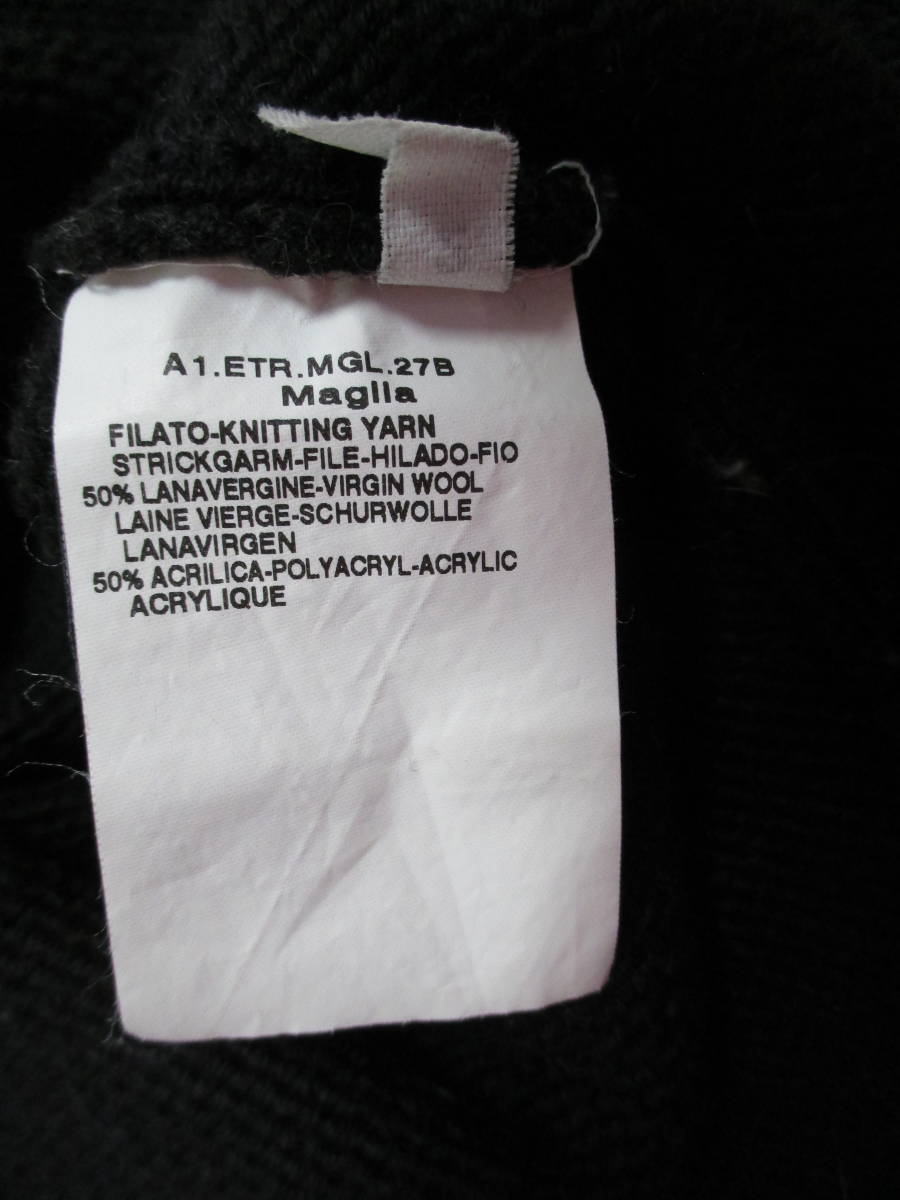 A1.ETR.MGL.27B
Maglia
FILATO-KNITTING YARN
STRICKGARM-FILE-HILADO-FIO
50% LANAVERGINE-VIRGIN WOOL
LAINE VIERGE-SCHURWOLLE
LANAVIRGEN
50% ACRILICA-POLYACRYL-ACRYLIC
ACRYLIQUE